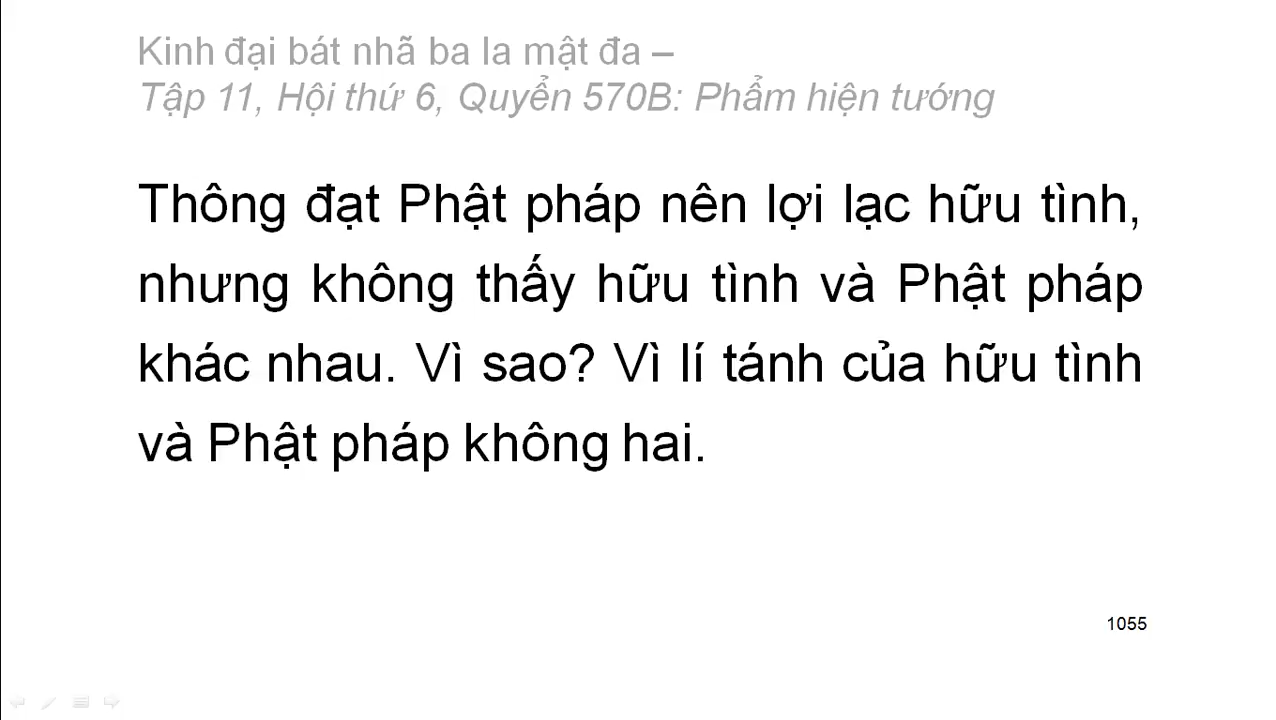 Kinh đại bát nhã ba la mật đa –
Tập 11, Hội thứ 6, Quyển 570B: Phẩm hiện tướng
Thông đạt Phật pháp nên lợi lạc hữu tình,
nhưng không thấy hữu tình và Phật pháp
khác nhau. Vì sao? Vì lí tánh của hữu tình
và Phật pháp không hai.
1055